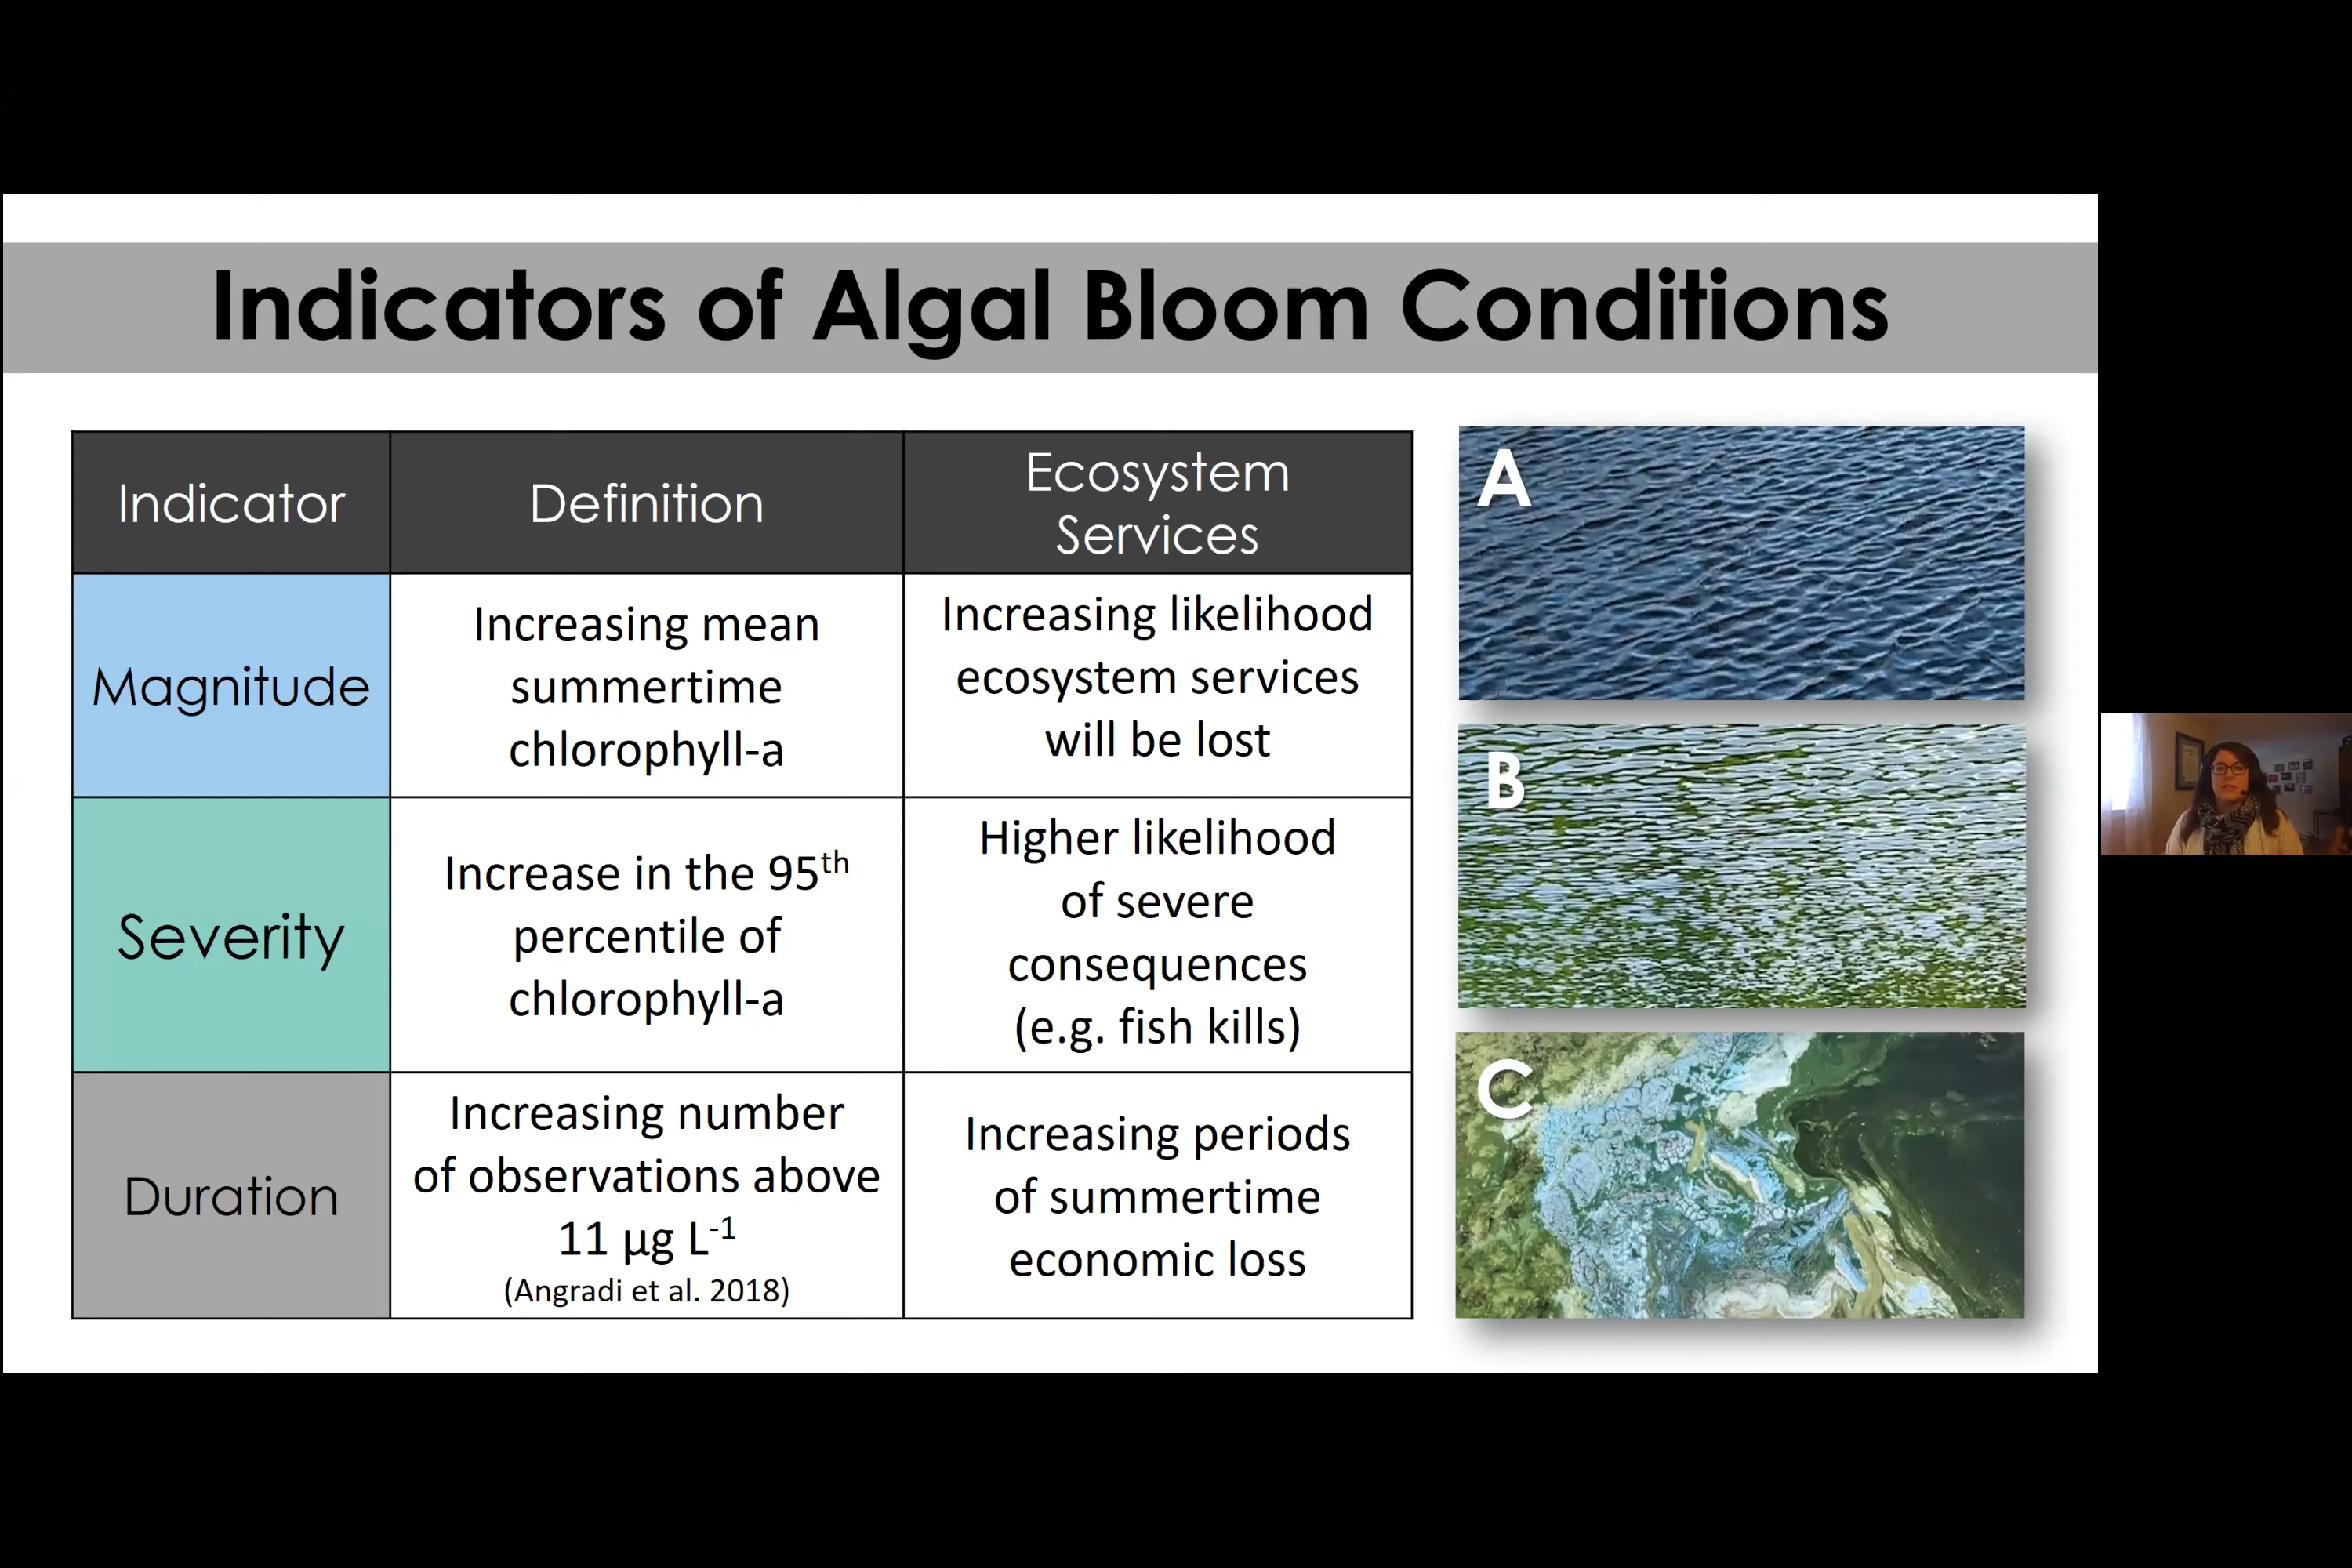 Indicators of Algal Bloom Conditions
Indicator
Definition
Ecosystem
Services
Magnitude
Increasing mean
summertime
chlorophyll-a
Increasing likelihood
ecosystem services
will be lost
Severity
Increase in the 95th
percentile of
chlorophyll-a
Higher likelihood
of severe
consequences
(e.g. fish kills)
Duration
Increasing number
of observations above
11 µg L-1
(Angradi et al. 2018)
Increasing periods
of summertime
economic loss
A
B
C